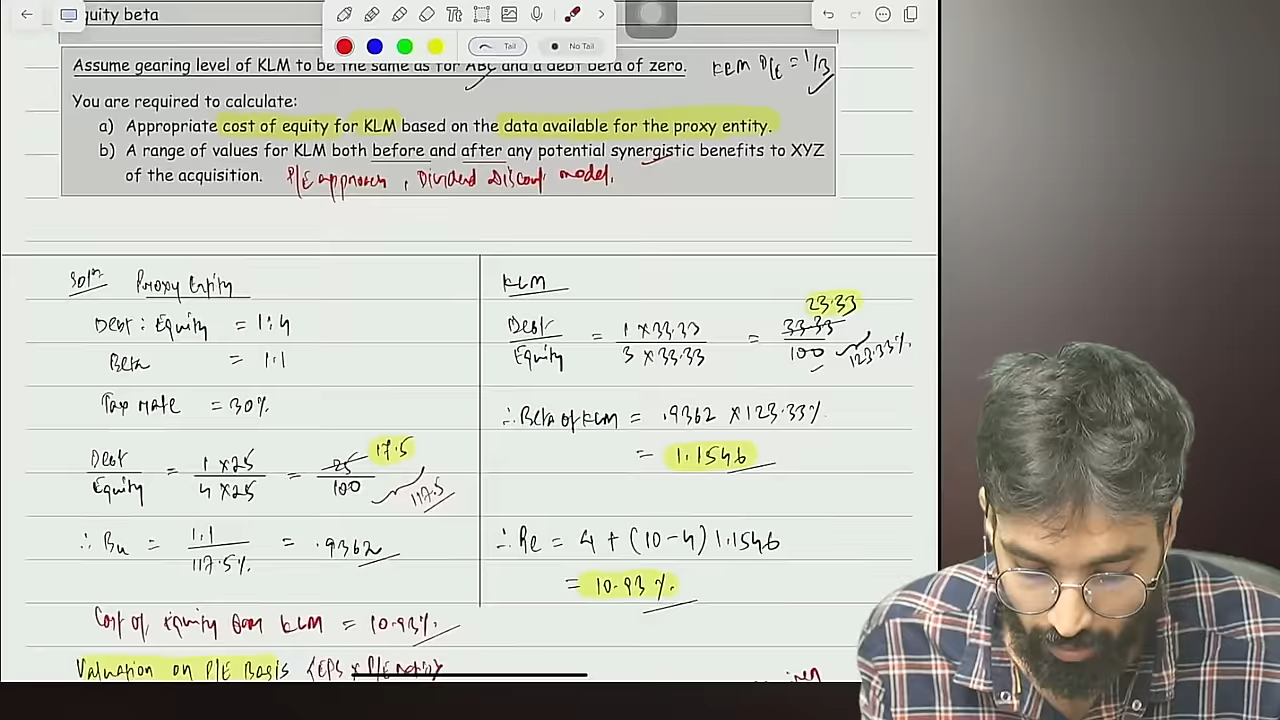 quity beta
Tt
Tail
No Tail
Assume gearing level of KLM to be the same as for ABC and a debt beta of zero.
KLM D/E = 1/3
You are required to calculate:
a) Appropriate cost of equity for KLM based on the data available for the proxy entity.
b) A range of values for KLM both before and after any potential synergistic benefits to XYZ
of the acquisition.
P/E approach, Dividend Discount model.
Soln Proxy Entity
Debt : Equity = 1:4
Beta = 1.1
Tax rate = 30%
Debt
Equity
= 1 x 25
4 x 25
= 25 17.5
100
117.5
∴ Bu = 1.1
117.5%
= .9362
KLM
Debt
Equity
= 1 x 33.33
3 x 33.33
= 23.33
33.33
100
123.33%.
∴ Beta of KLM = .9362 x 123.33%
= 1.1546
∴ Re = 4 + (10-4) 1.1546
= 10.93%.
Cost of equity for KLM = 10.93%.
Valuation on P/E Basis {EPS x P/E ratio}